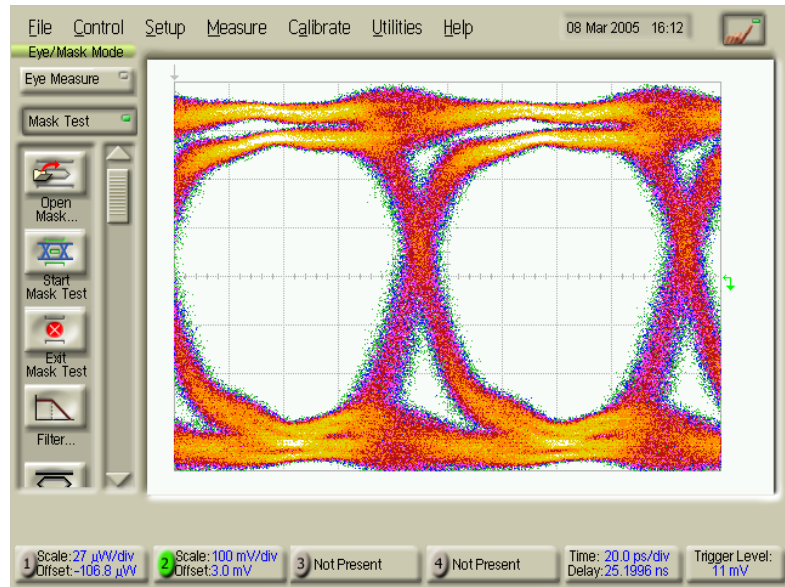 File Control Setup Measure Calibrate Utilities Help 08 Mar 2005 16:12
Eye/Mask Mode
Eye Measure
Mask Test
Open
Mask...
Start
Mask Test
Exit
Mask Test
Filter...
1 Scale:27 µW/div
Offset:-106.8 µW
2 Scale:100 mV/div
Offset:3.0 mV
3 Not Present
4 Not Present
Time: 20.0 ps/div
Delay:25.1996 ns
Trigger Level:
11 mV